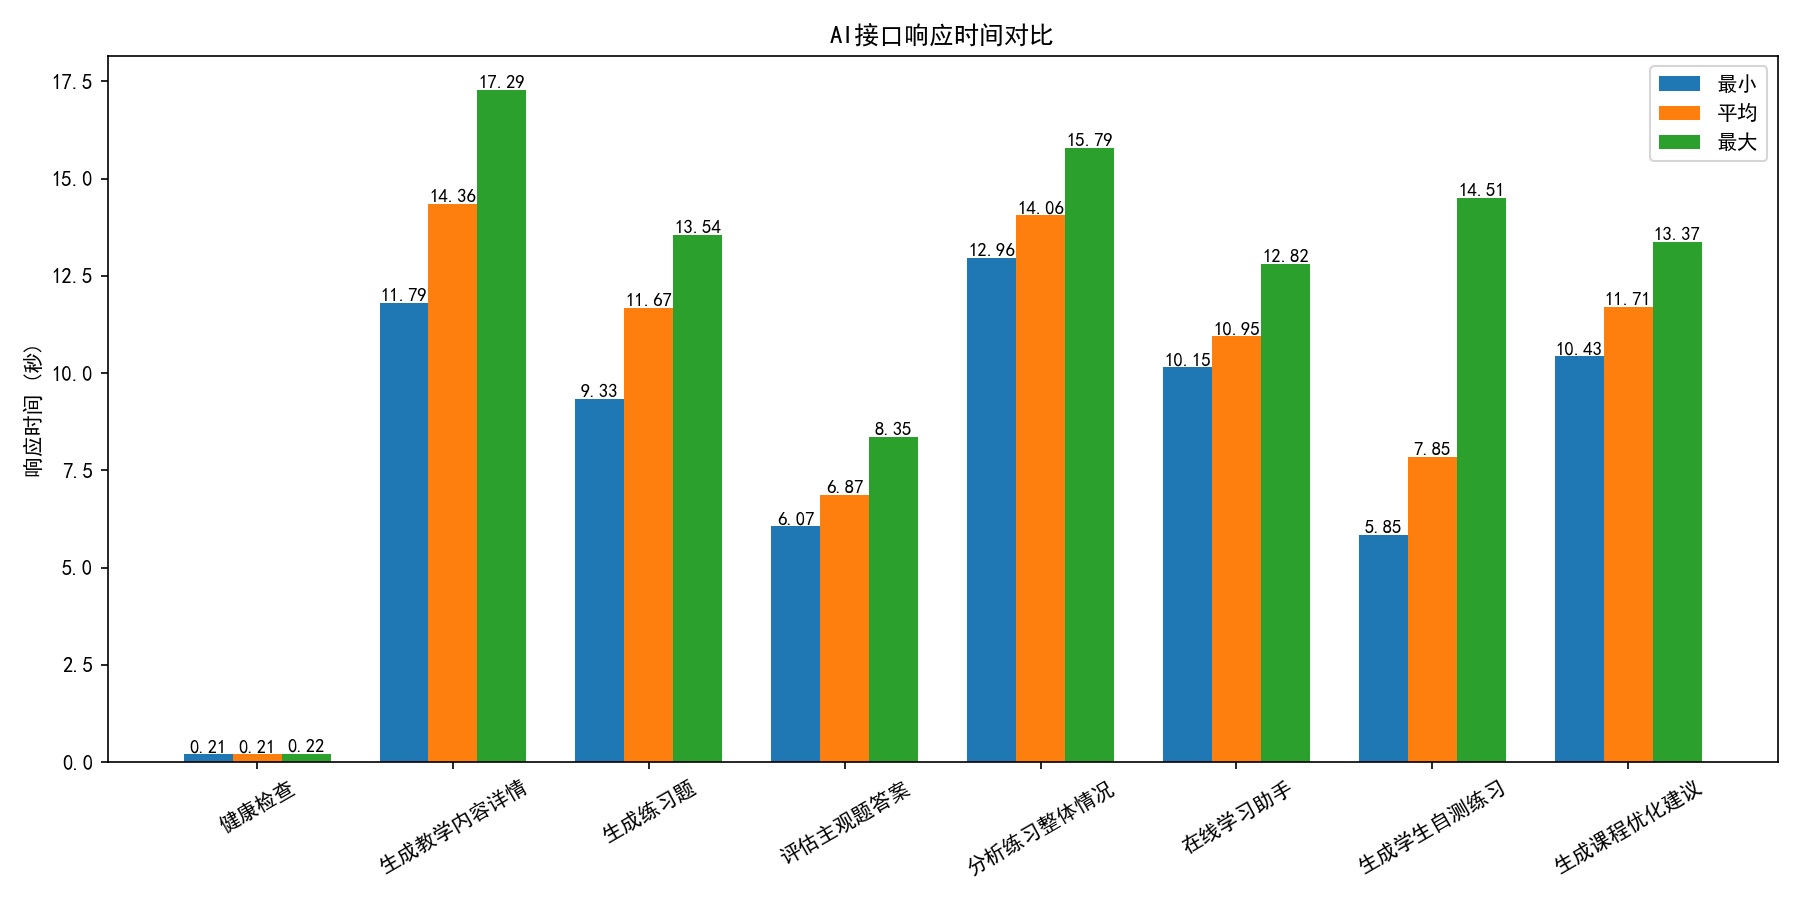 AI接口响应时间对比
最小
平均
最大
响应时间 (秒)
17.5
15.0
12.5
10.0
7.5
5.0
2.5
0.0
0.21
0.21
0.22
11.79
14.36
17.29
9.33
11.67
13.54
6.07
6.87
8.35
12.96
14.06
15.79
10.15
10.95
12.82
5.85
7.85
14.51
10.43
11.71
13.37
健康检查
生成教学内容详情
生成练习题
评估主观题答案
分析练习整体情况
在线学习助手
生成学生自测练习
生成课程优化建议